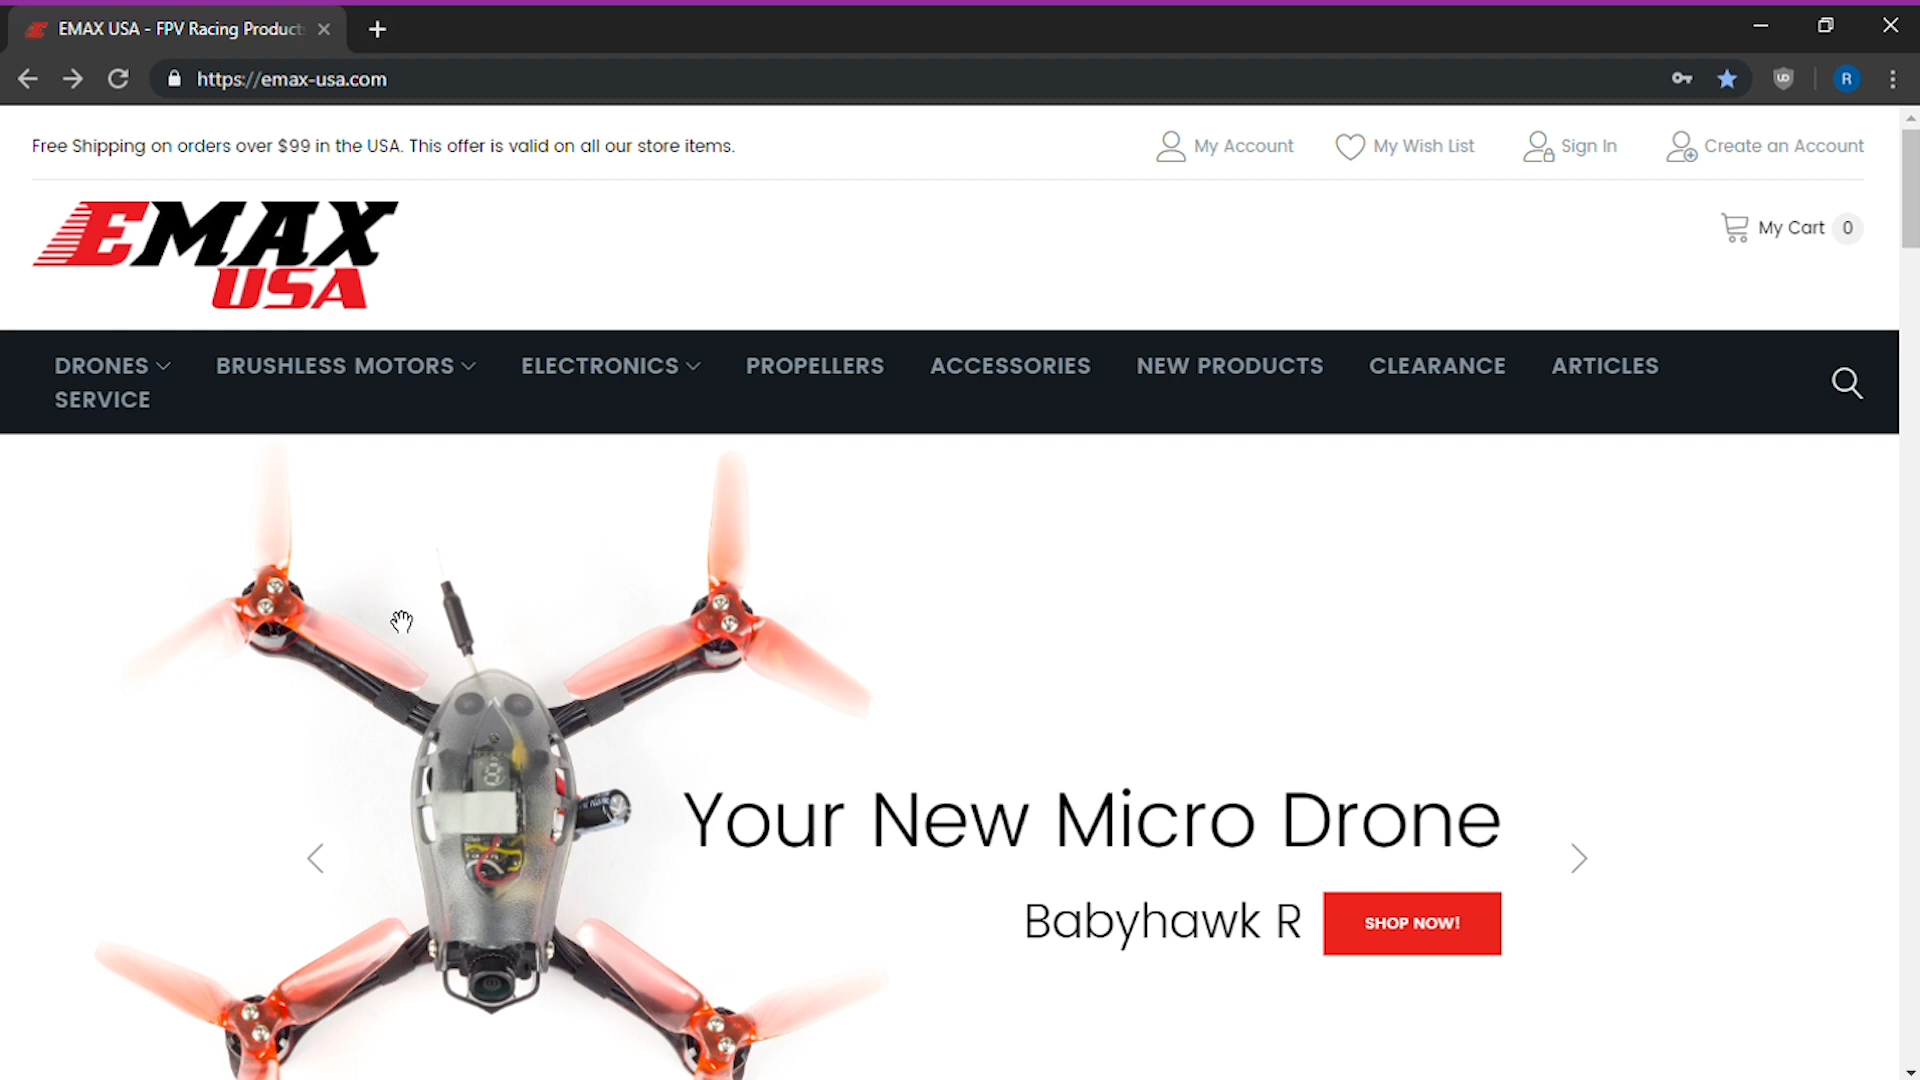 EMAX USA - FPV Racing Product
https://emax-usa.com
R
Free Shipping on orders over $99 in the USA. This offer is valid on all our store items.
My Account
My Wish List
Sign In
Create an Account
EMAX
USA
My Cart 0
DRONES
BRUSHLESS MOTORS
ELECTRONICS
PROPELLERS
ACCESSORIES
NEW PRODUCTS
CLEARANCE
ARTICLES
SERVICE
Your New Micro Drone
Babyhawk R
SHOP NOW!